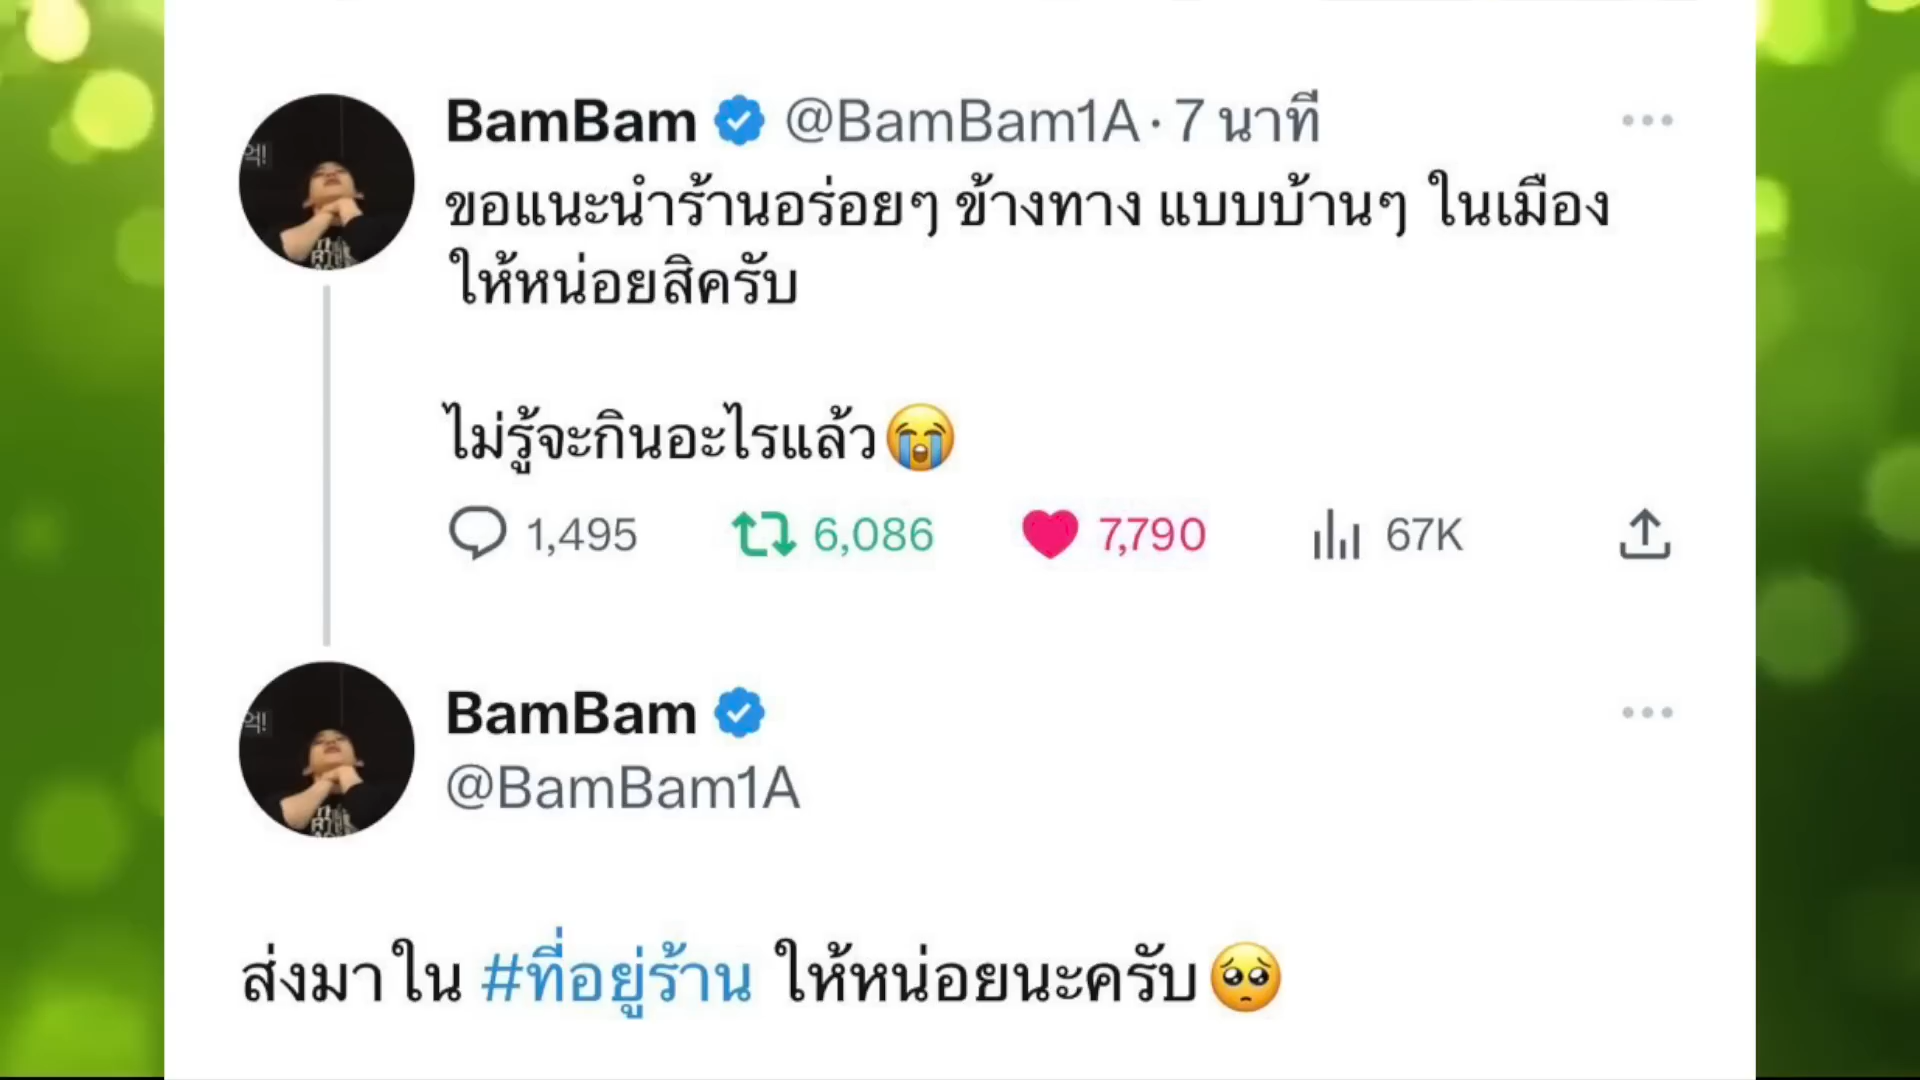 BamBam @BamBam1A · 7 นาที
ขอแนะนำร้านอร่อยๆ ข้างทาง แบบบ้านๆ ในเมือง
ให้หน่อยสิครับ
ไม่รู้จะกินอะไรแล้ว😭
1,495 6,086 7,790 67K
BamBam
@BamBam1A
ส่งมาใน #ที่อยู่ร้าน ให้หน่อยนะครับ🥺